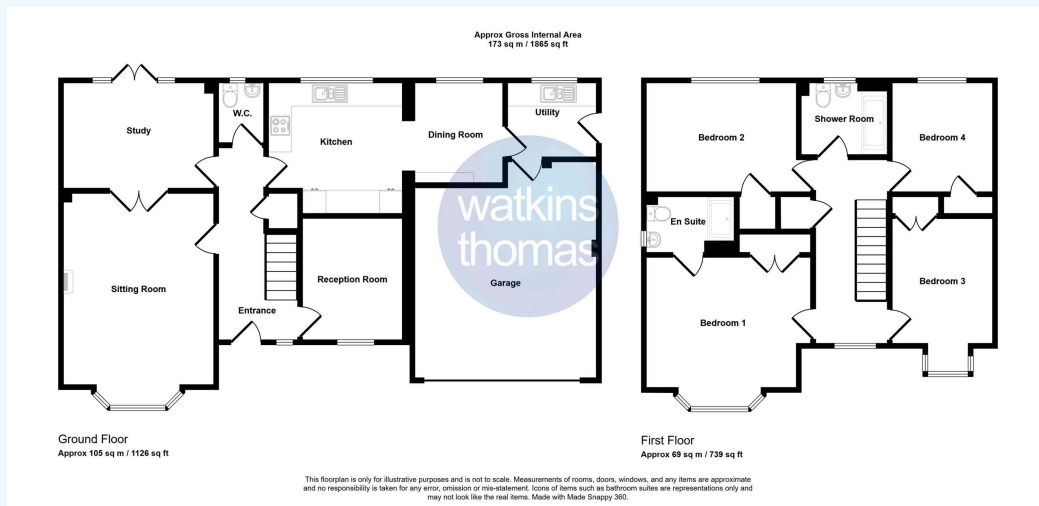 Approx Gross Internal Area
173 sq m / 1865 sq ft
Study
W.C.
Kitchen
Dining Room
Utility
Sitting Room
Entrance
Reception Room
Garage
watkins
thomas
Bedroom 2
Shower Room
Bedroom 4
En Suite
Bedroom 1
Bedroom 3
Ground Floor
Approx 105 sq m / 1126 sq ft
First Floor
Approx 69 sq m / 739 sq ft
This floorplan is only for illustrative purposes and is not to scale. Measurements of rooms, doors, windows, and any items are approximate
and no responsibility is taken for any error, omission or mis-statement. Icons of items such as bathroom suites are representations only and
may not look like the real items. Made with Made Snappy 360.